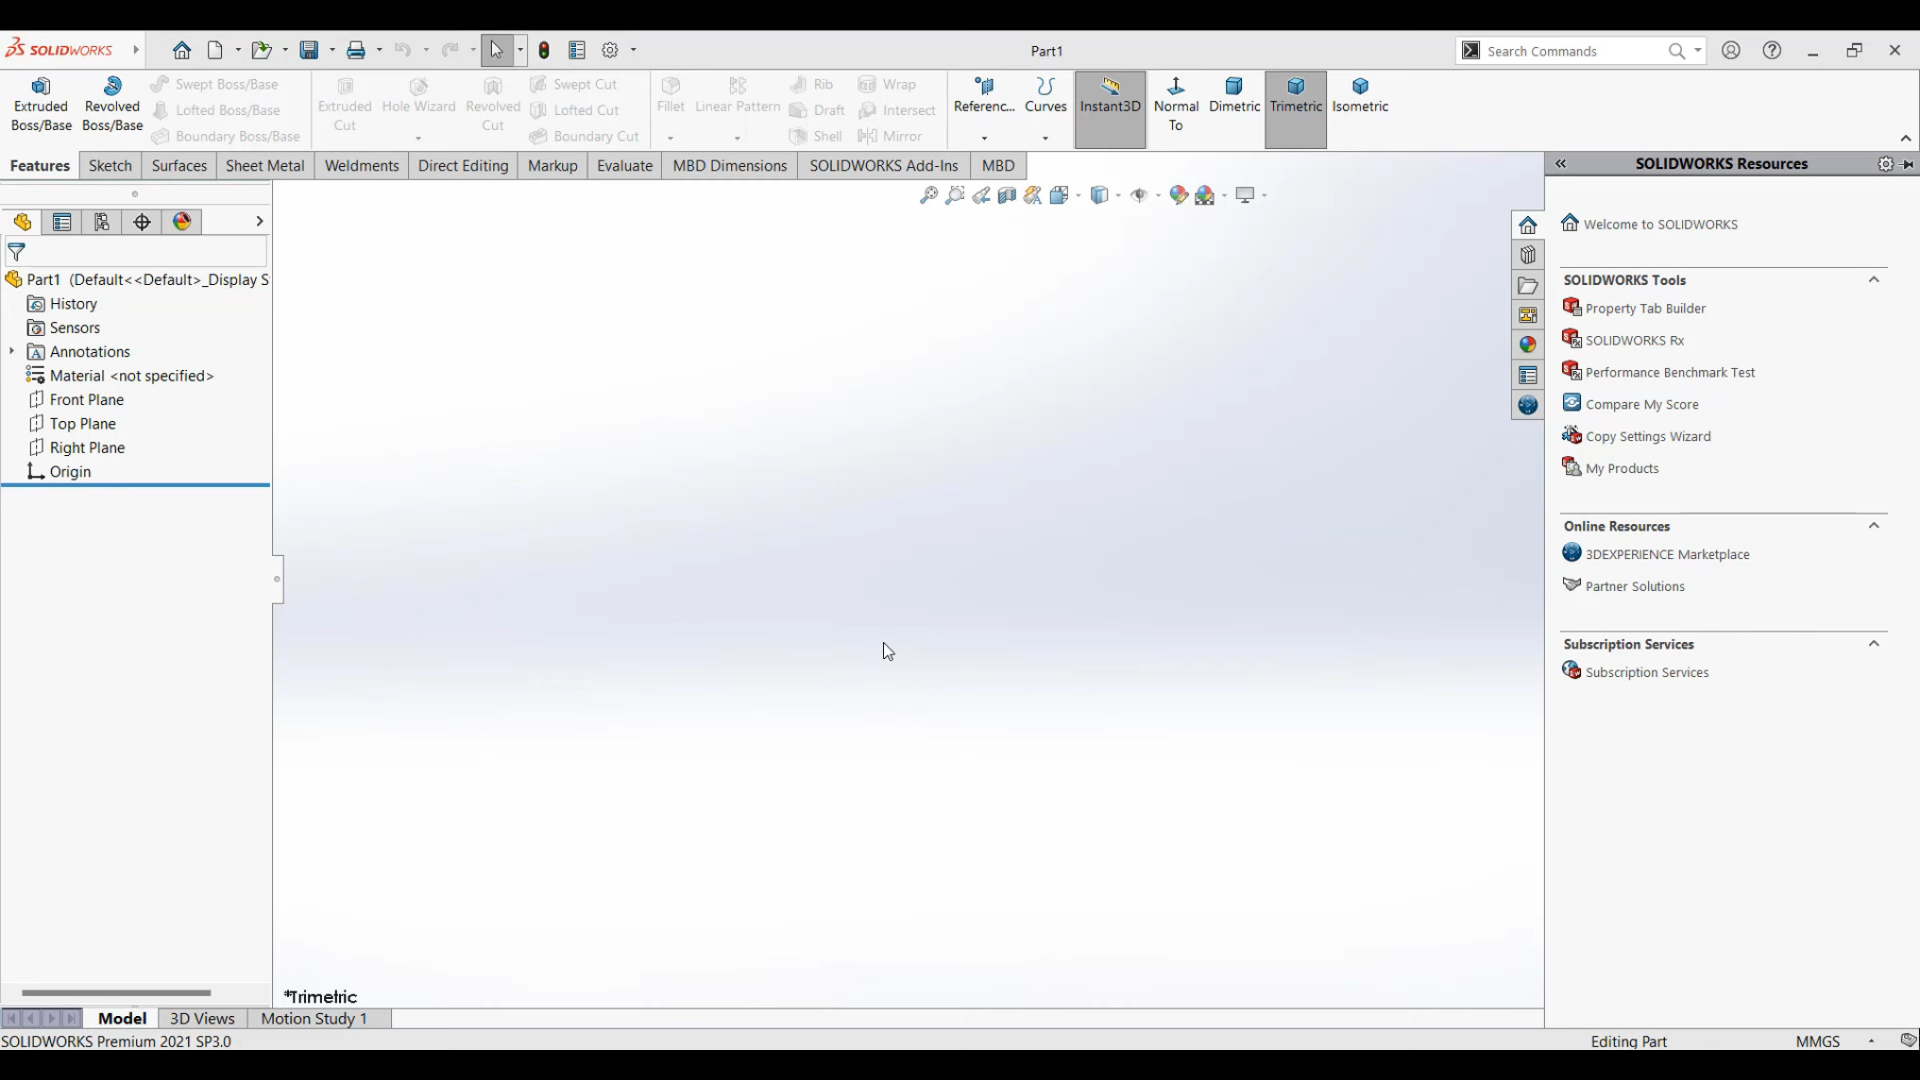 SOLIDWORKS
Part1
Search Commands
Extruded Boss/Base
Revolved Boss/Base
Swept Boss/Base
Lofted Boss/Base
Boundary Boss/Base
Extruded Cut
Hole Wizard
Revolved Cut
Swept Cut
Lofted Cut
Boundary Cut
Fillet
Linear Pattern
Rib
Draft
Shell
Wrap
Intersect
Mirror
Referenc...
Curves
Instant3D
Normal To
Dimetric
Trimetric
Isometric
Features
Sketch
Surfaces
Sheet Metal
Weldments
Direct Editing
Markup
Evaluate
MBD Dimensions
SOLIDWORKS Add-Ins
MBD
Part1 (Default<<Default>_Display S
History
Sensors
Annotations
Material <not specified>
Front Plane
Top Plane
Right Plane
Origin
SOLIDWORKS Resources
Welcome to SOLIDWORKS
SOLIDWORKS Tools
Property Tab Builder
SOLIDWORKS Rx
Performance Benchmark Test
Compare My Score
Copy Settings Wizard
My Products
Online Resources
3DEXPERIENCE Marketplace
Partner Solutions
Subscription Services
Subscription Services
*Trimetric
Model
3D Views
Motion Study 1
SOLIDWORKS Premium 2021 SP3.0
Editing Part
MMGS